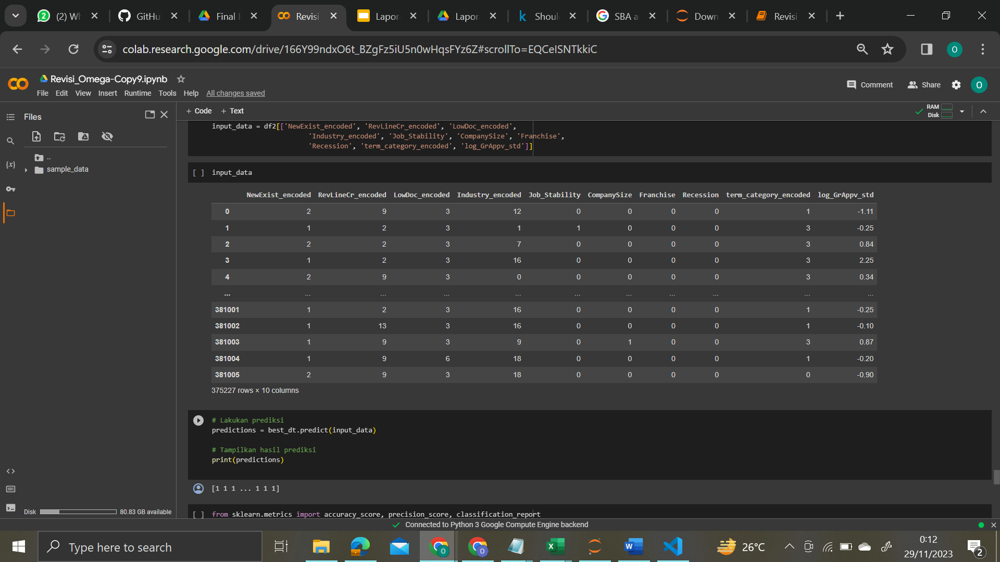 (2) Wh
GitHu
Final
Revisi
Lapor
Lapor
Shoul
SBA a
Down
Revisi
colab.research.google.com/drive/166Y99ndxO6t_BZgFz5iU5n0wHqsFYz6Z#scrollTo=EQCeISNTkkiC
O
Revisi_Omega-Copy9.ipynb
File Edit View Insert Runtime Tools Help All changes saved
Comment Share O
Files
+ Code + Text
RAM
Disk
..
sample_data
{x}
input_data = df2[['NewExist_encoded', 'RevLineCr_encoded', 'LowDoc_encoded',
'Industry_encoded', 'Job_Stability', 'CompanySize', 'Franchise',
'Recession', 'term_category_encoded', 'log_GrAppv_std']]
[ ] input_data
NewExist_encoded RevLineCr_encoded LowDoc_encoded Industry_encoded Job_Stability CompanySize Franchise Recession term_category_encoded log_GrAppv_std
0 2 9 3 12 0 0 0 0 1 -1.11
1 1 2 3 1 1 0 0 0 3 -0.25
2 2 2 3 7 0 0 0 0 3 0.84
3 1 2 3 16 0 0 0 0 3 2.25
4 2 9 3 0 0 0 0 0 3 0.34
... ... ... ... ... ... ... ... ... ... ...
381001 1 2 3 16 0 0 0 0 1 -0.25
381002 1 13 3 16 0 0 0 0 1 -0.10
381003 1 9 3 9 0 1 0 0 3 0.87
381004 1 9 6 18 0 0 0 0 1 -0.20
381005 2 9 3 18 0 0 0 0 0 -0.90
375227 rows × 10 columns
# Lakukan prediksi
predictions = best_dt.predict(input_data)
# Tampilkan hasil prediksi
print(predictions)
[1 1 1 ... 1 1 1]
[ ] from sklearn.metrics import accuracy_score, precision_score, classification_report
Disk 80.83 GB available
Connected to Python 3 Google Compute Engine backend
Type here to search
26°C
0:12
29/11/2023
2